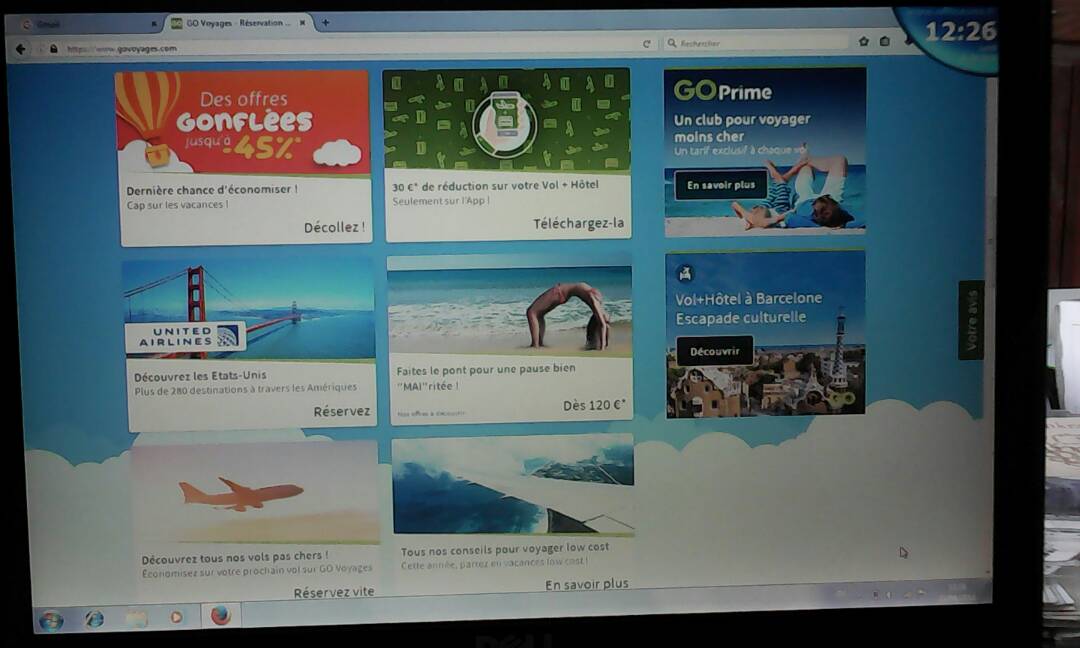 Gmail
GO Voyages - Réservation ...
https://www.govoyages.com
Rechercher
12:26
Des offres
GONFLÉES
jusqu'à
-45%*
Dernière chance d'économiser !
Cap sur les vacances !
Décollez !
30 €* de réduction sur votre Vol + Hôtel
Seulement sur l'App !
Téléchargez-la
GO Prime
Un club pour voyager
moins cher
Un tarif exclusif à chaque vol
En savoir plus
UNITED
AIRLINES
Découvrez les Etats-Unis
Plus de 280 destinations à travers les Amériques
Réservez
Faites le pont pour une pause bien
"MAI"ritée !
Nos offres à découvrir
Dès 120 €*
Vol+Hôtel à Barcelone
Escapade culturelle
Découvrir
GO
Votre avis
Découvrez tous nos vols pas chers !
Économisez sur votre prochain vol sur GO Voyages
Réservez vite
Tous nos conseils pour voyager low cost
Cette année, partez en vacances low cost !
En savoir plus
DELL